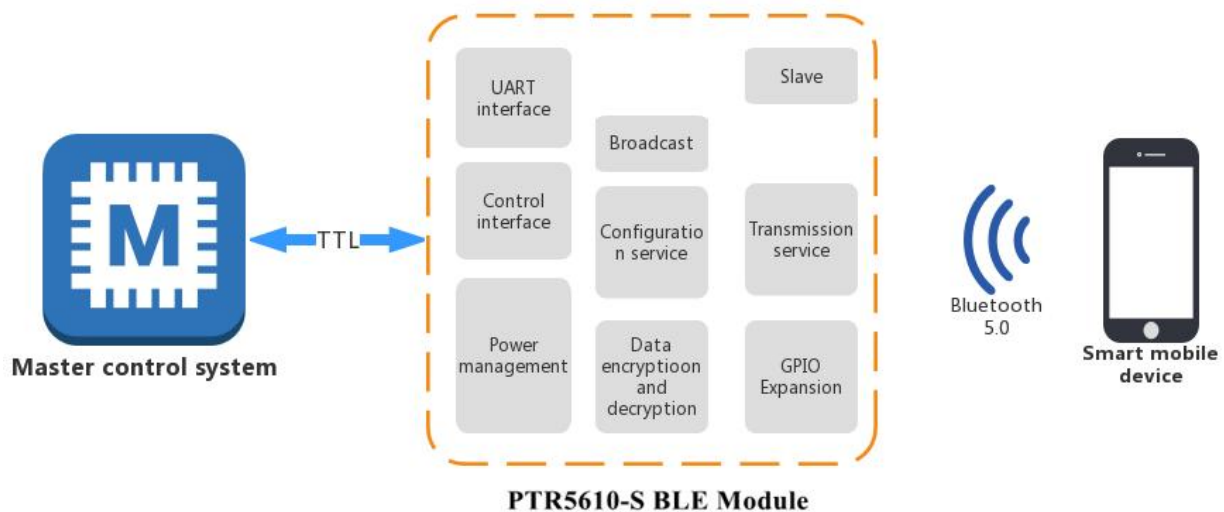 UART
interface
Slave
Broadcast
Control
interface
Configuratio
n service
Transmission
service
M
TTL
Bluetooth
5.0
Master control system
Power
management
Data
encryptioon
and
decryption
GPIO
Expansion
Smart mobile
device
PTR5610-S BLE Module